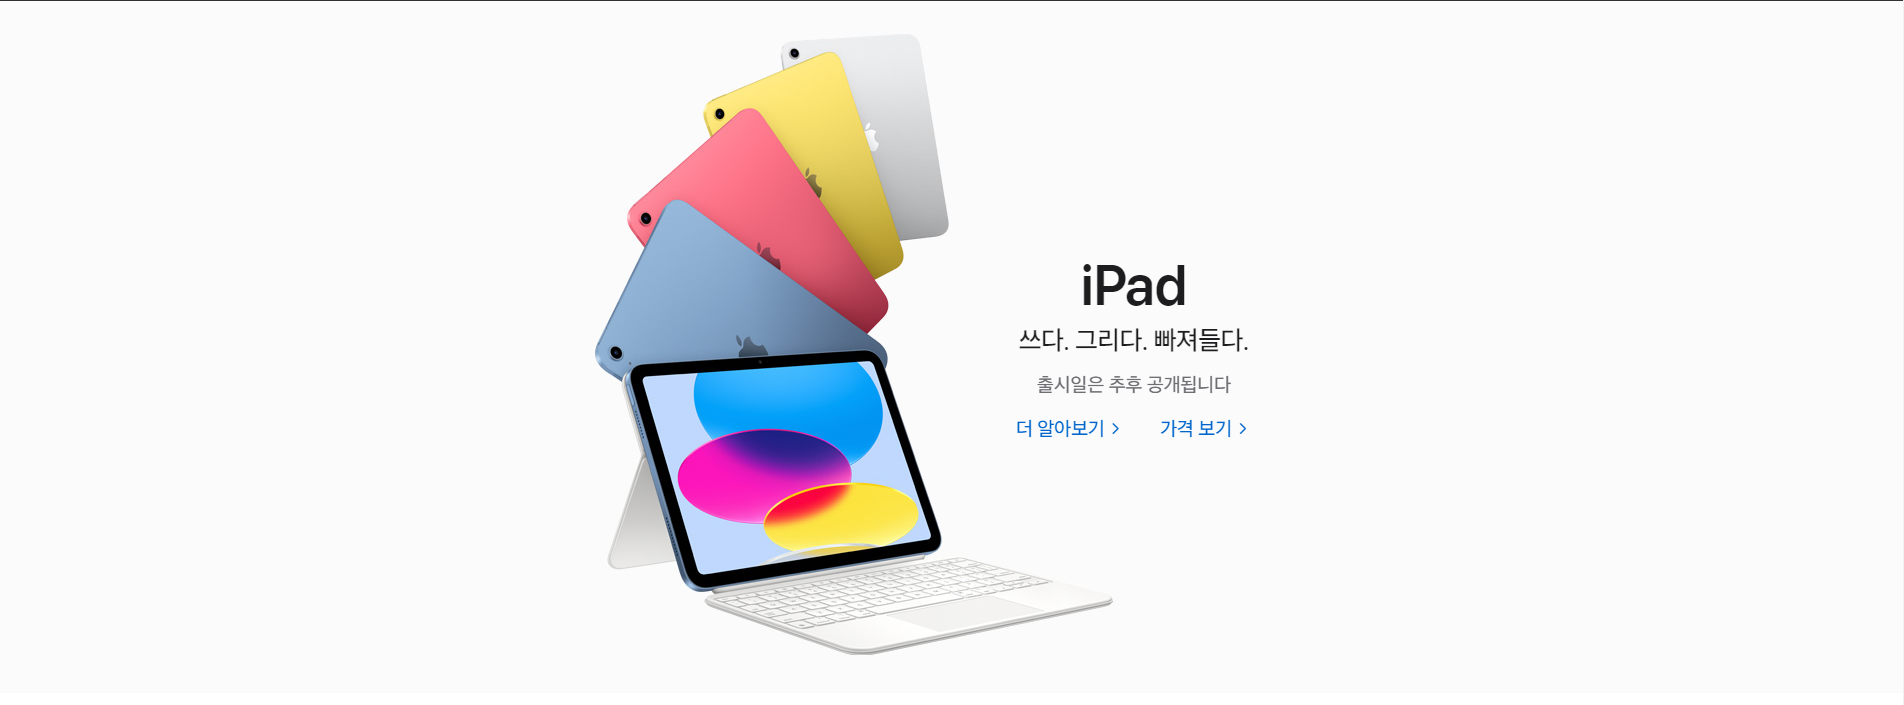 iPad
쓰다. 그리다. 빠져들다.
출시일은 추후 공개됩니다
더 알아보기 > 가격 보기 >